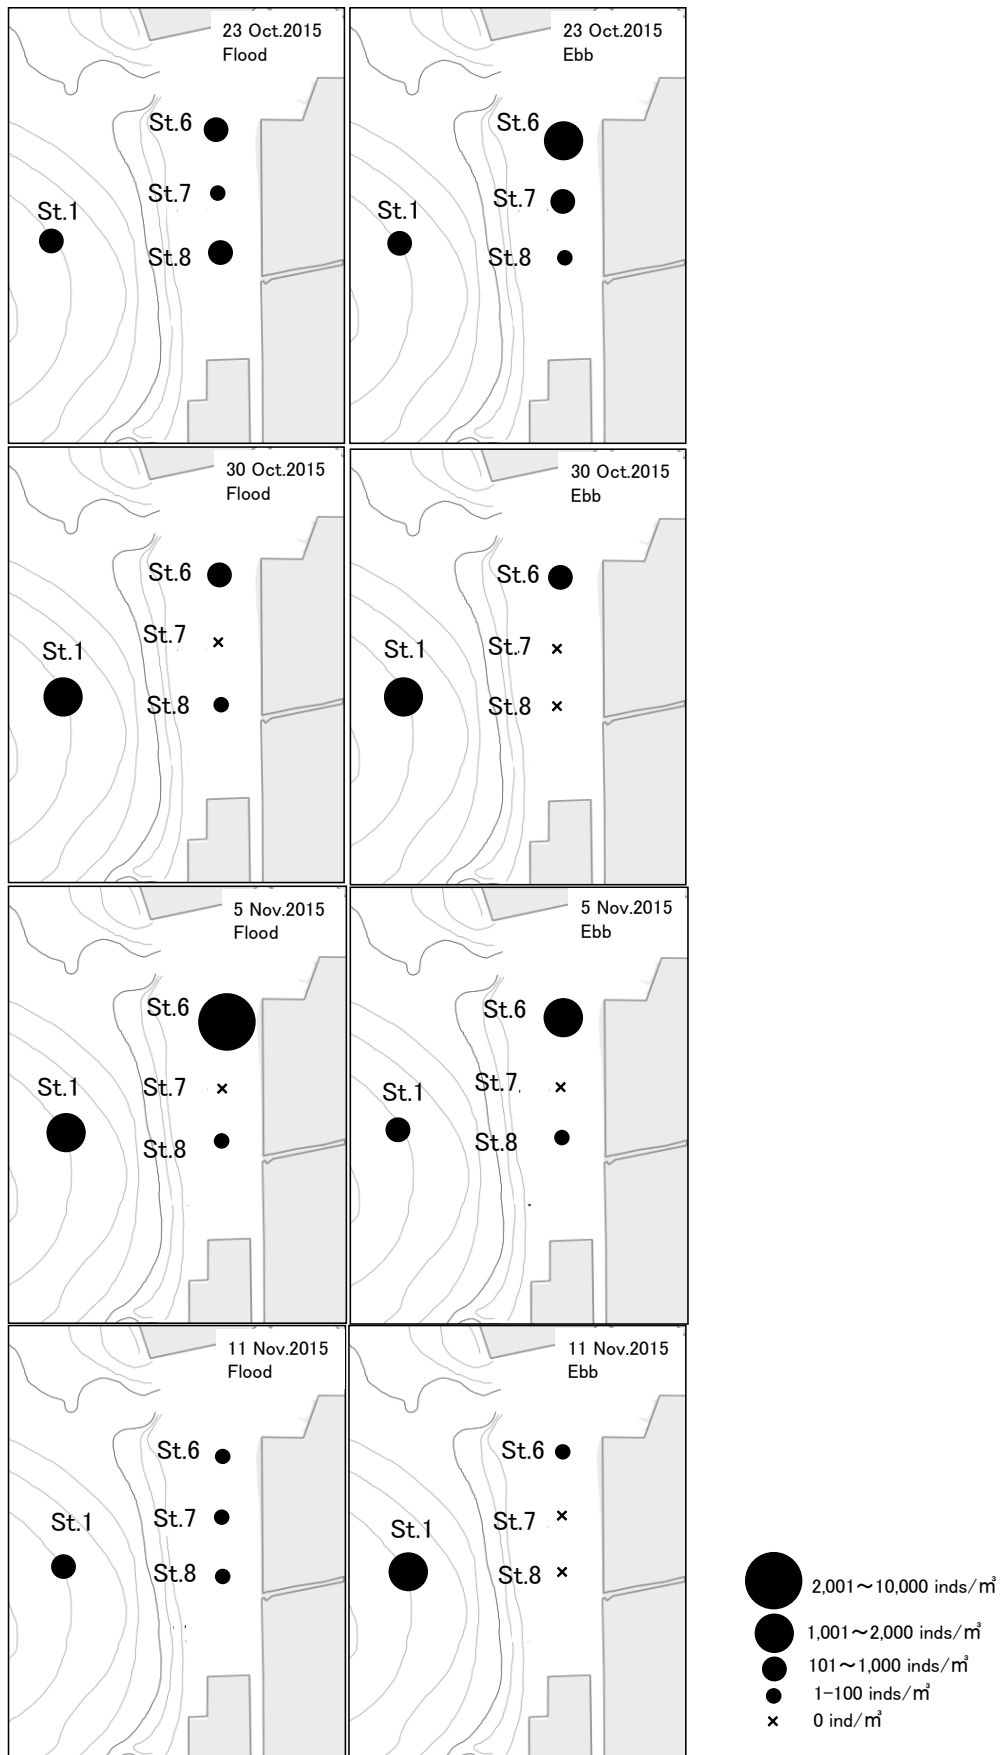 23 Oct.2015
Flood
St.6
St.7
St.1
St.8
23 Oct.2015
Ebb
St.6
St.7
St.1
St.8
30 Oct.2015
Flood
St.6
St.7
St.1
St.8
30 Oct.2015
Ebb
St.6
St.7
St.1
St.8
5 Nov.2015
Flood
St.6
St.1
St.7
St.8
5 Nov.2015
Ebb
St.6
St.7
St.1
St.8
11 Nov.2015
Flood
St.6
St.7
St.1
St.8
11 Nov.2015
Ebb
St.6
St.7
St.1
St.8
2,001～10,000 inds/㎥
1,001～2,000 inds/㎥
101～1,000 inds/㎥
1-100 inds/㎥
0 ind/㎥